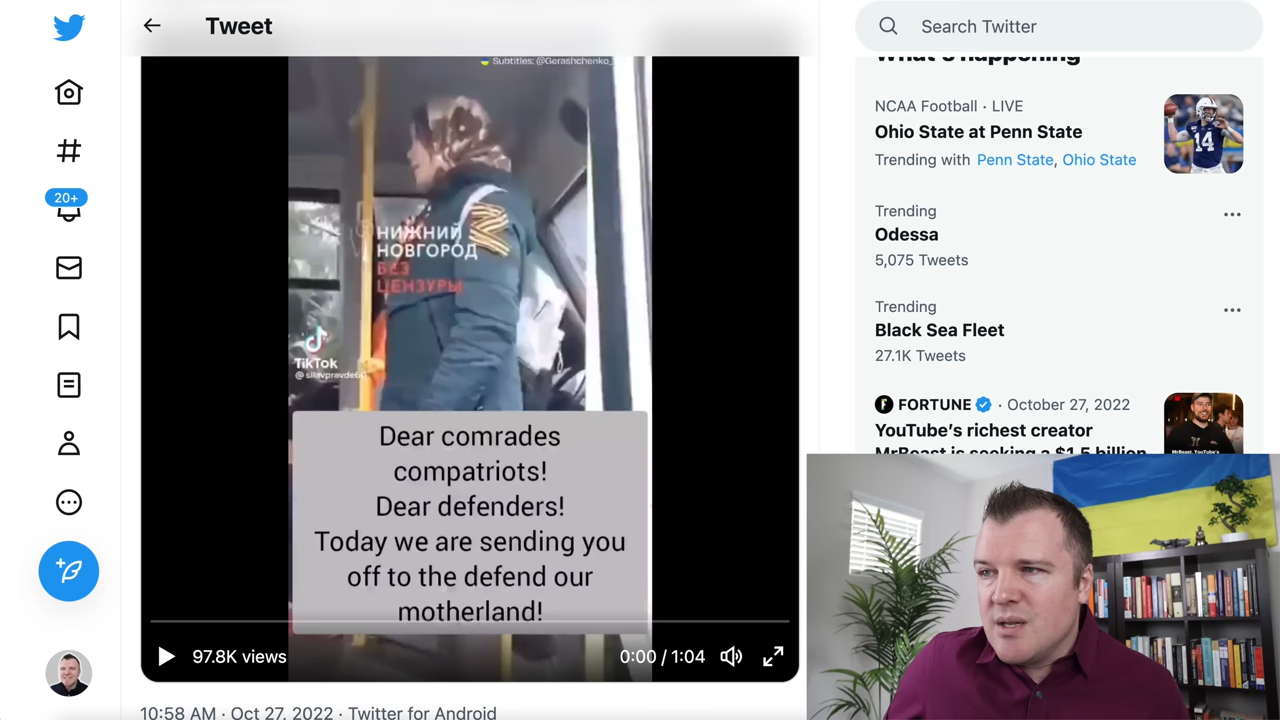 Tweet
Search Twitter
Subtitles: @Gerashchenko_
НИЖНИЙ
НОВГОРОД
БЕЗ
ЦЕНЗУРЫ
TikTok
Dear comrades
compatriots!
Dear defenders!
Today we are sending you
off to the defend our
motherland!
97.8K views
0:00 / 1:04
10:58 AM · Oct 27, 2022 · Twitter for Android
20+
What's happening
NCAA Football · LIVE
Ohio State at Penn State
Trending with Penn State, Ohio State
14
Trending
Odessa
5,075 Tweets
Trending
Black Sea Fleet
27.1K Tweets
FORTUNE · October 27, 2022
YouTube's richest creator
MrBeast is seeking a $1.5 billion